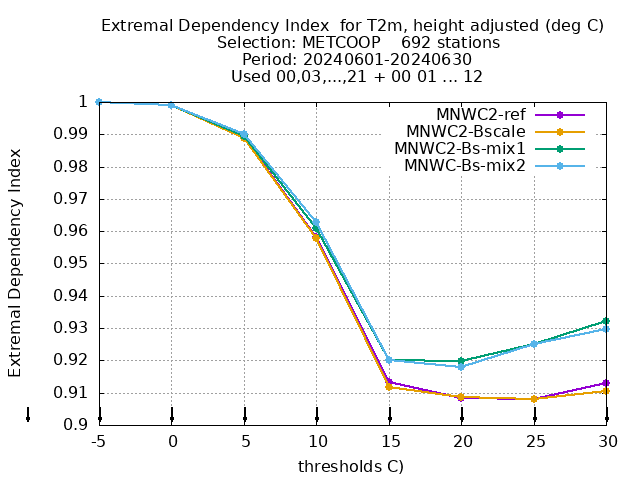 Extremal Dependency Index  for T2m, height adjusted (deg C)
Selection: METCOOP    692 stations
Period: 20240601-20240630
Used 00,03,...,21 + 00 01 ... 12
MNWC2-ref
MNWC2-Bscale
MNWC2-Bs-mix1
MNWC-Bs-mix2
Extremal Dependency Index
1
0.99
0.98
0.97
0.96
0.95
0.94
0.93
0.92
0.91
0.9
-5 0 5 10 15 20 25 30
thresholds C)